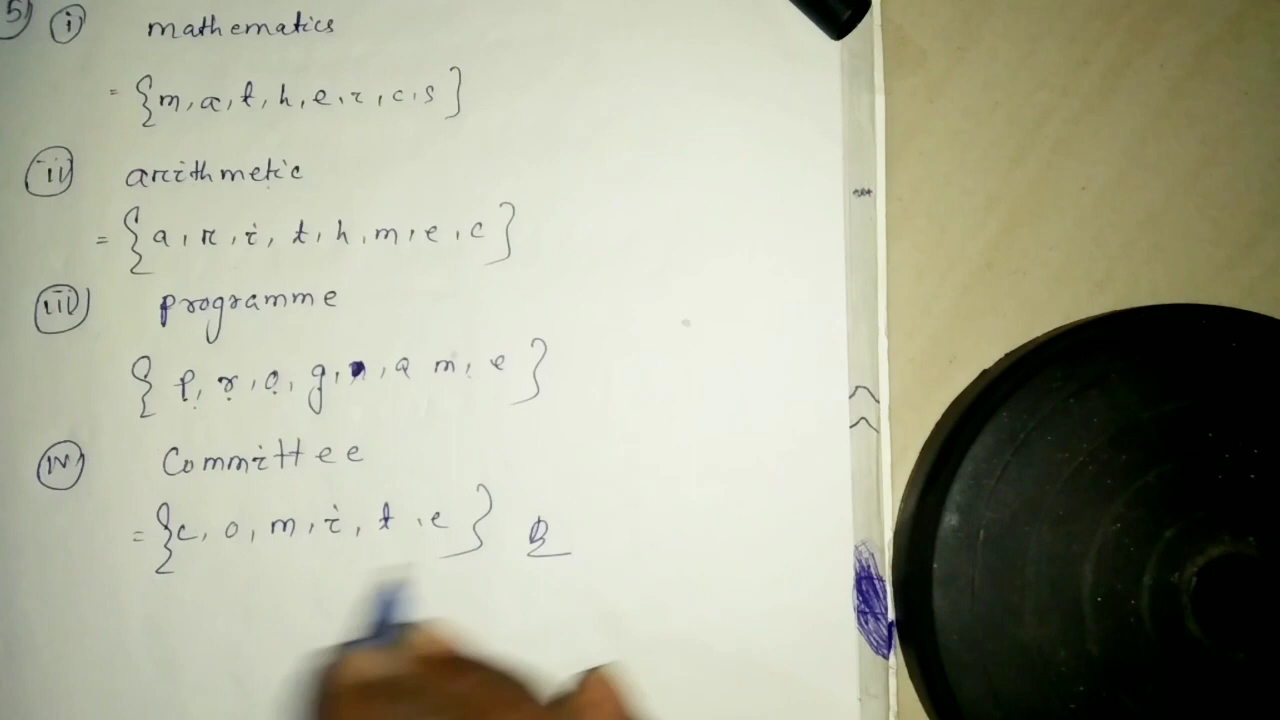 5) (i) mathematics
= {m, a, t, h, e, i, c, s}
(ii) arithmetic
= {a, r, i, t, h, m, e, c}
(iii) programme
{p, r, o, g, a m, e}
(iv) Committee
= {c, o, m, i, t, e}